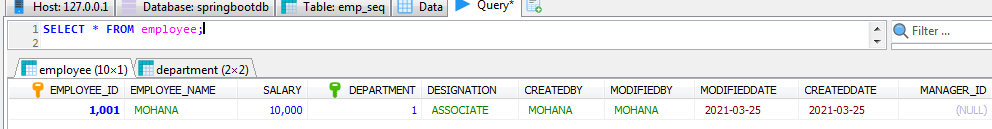 Host: 127.0.0.1 Database: springbootdb Table: emp_seq Data Query*
1 SELECT * FROM employee;
2
Filter ...
employee (10×1) department (2×2)
EMPLOYEE_ID EMPLOYEE_NAME SALARY DEPARTMENT DESIGNATION CREATEDBY MODIFIEDBY MODIFIEDDATE CREATEDDATE MANAGER_ID
1,001 MOHANA 10,000 1 ASSOCIATE MOHANA MOHANA 2021-03-25 2021-03-25 (NULL)